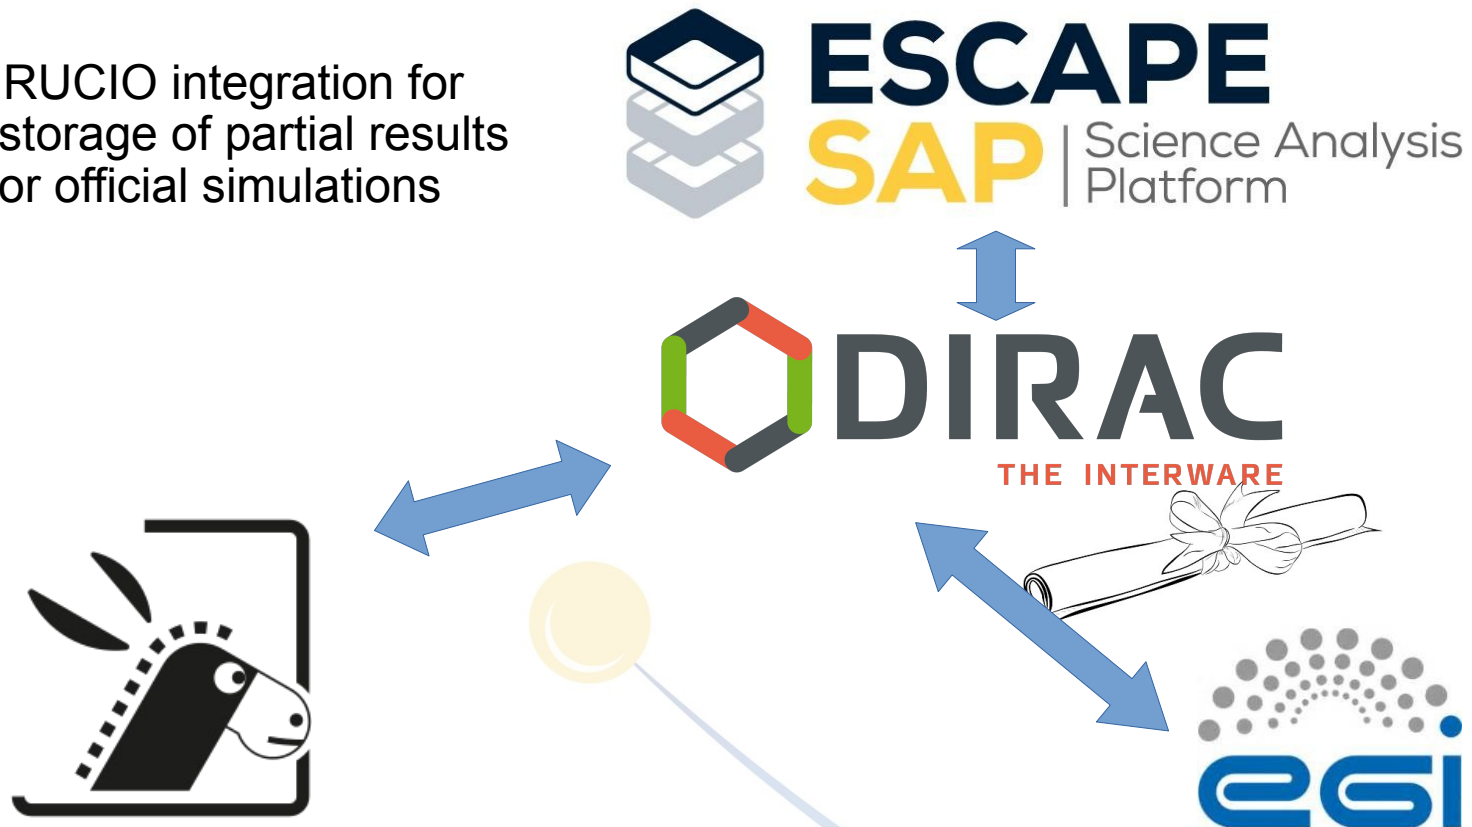 RUCIO integration for
storage of partial results
or official simulations
ESCAPE
SAP | Science Analysis
Platform
DIRAC
THE INTERWARE
egi